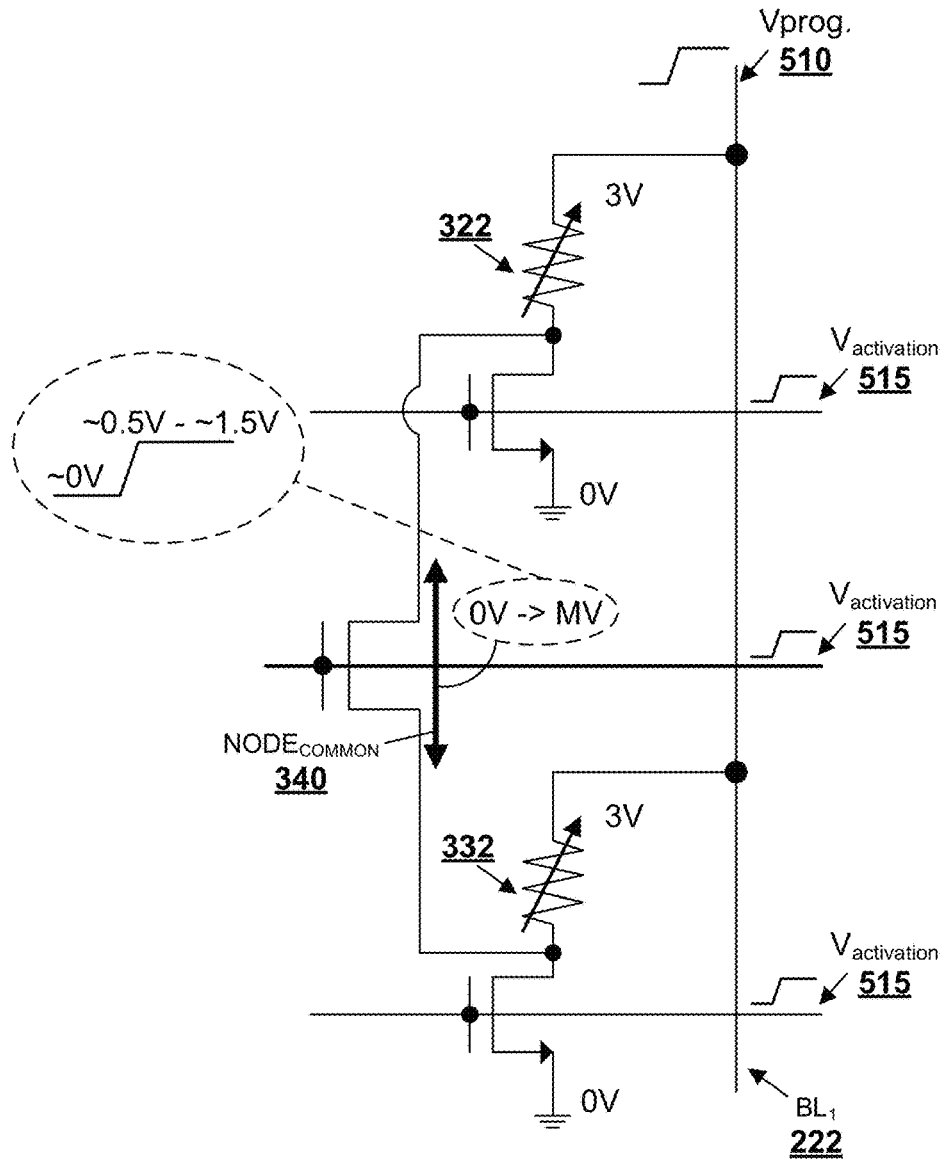 Vprog.
510
3V
322
Vactivation
515
~0.5V - ~1.5V
~0V
0V
0V -> MV
Vactivation
515
NODECOMMON
340
3V
332
Vactivation
515
0V
BL1
222